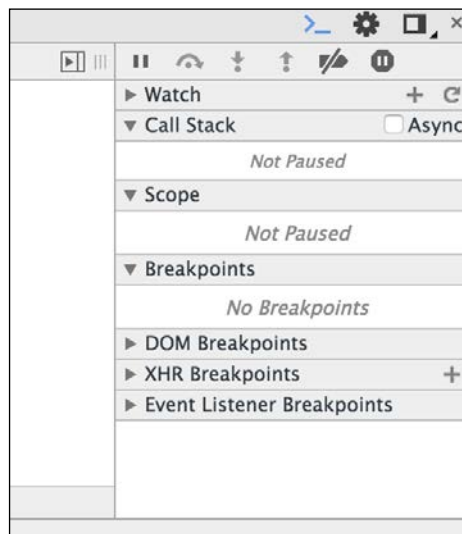 Watch
Call Stack Async
Not Paused
Scope
Not Paused
Breakpoints
No Breakpoints
DOM Breakpoints
XHR Breakpoints
Event Listener Breakpoints